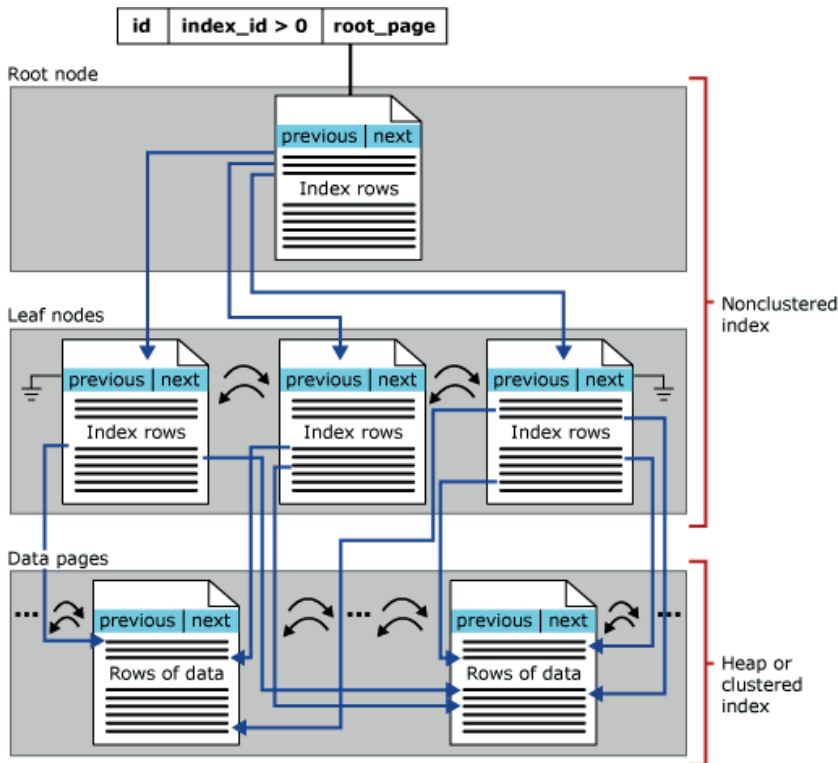 id index_id > 0 root_page
Root node
previous next
Index rows
Nonclustered
index
Leaf nodes
previous next previous next previous next
Index rows Index rows Index rows
Data pages
... ... ...
previous next previous next
Rows of data Rows of data
Heap or
clustered
index